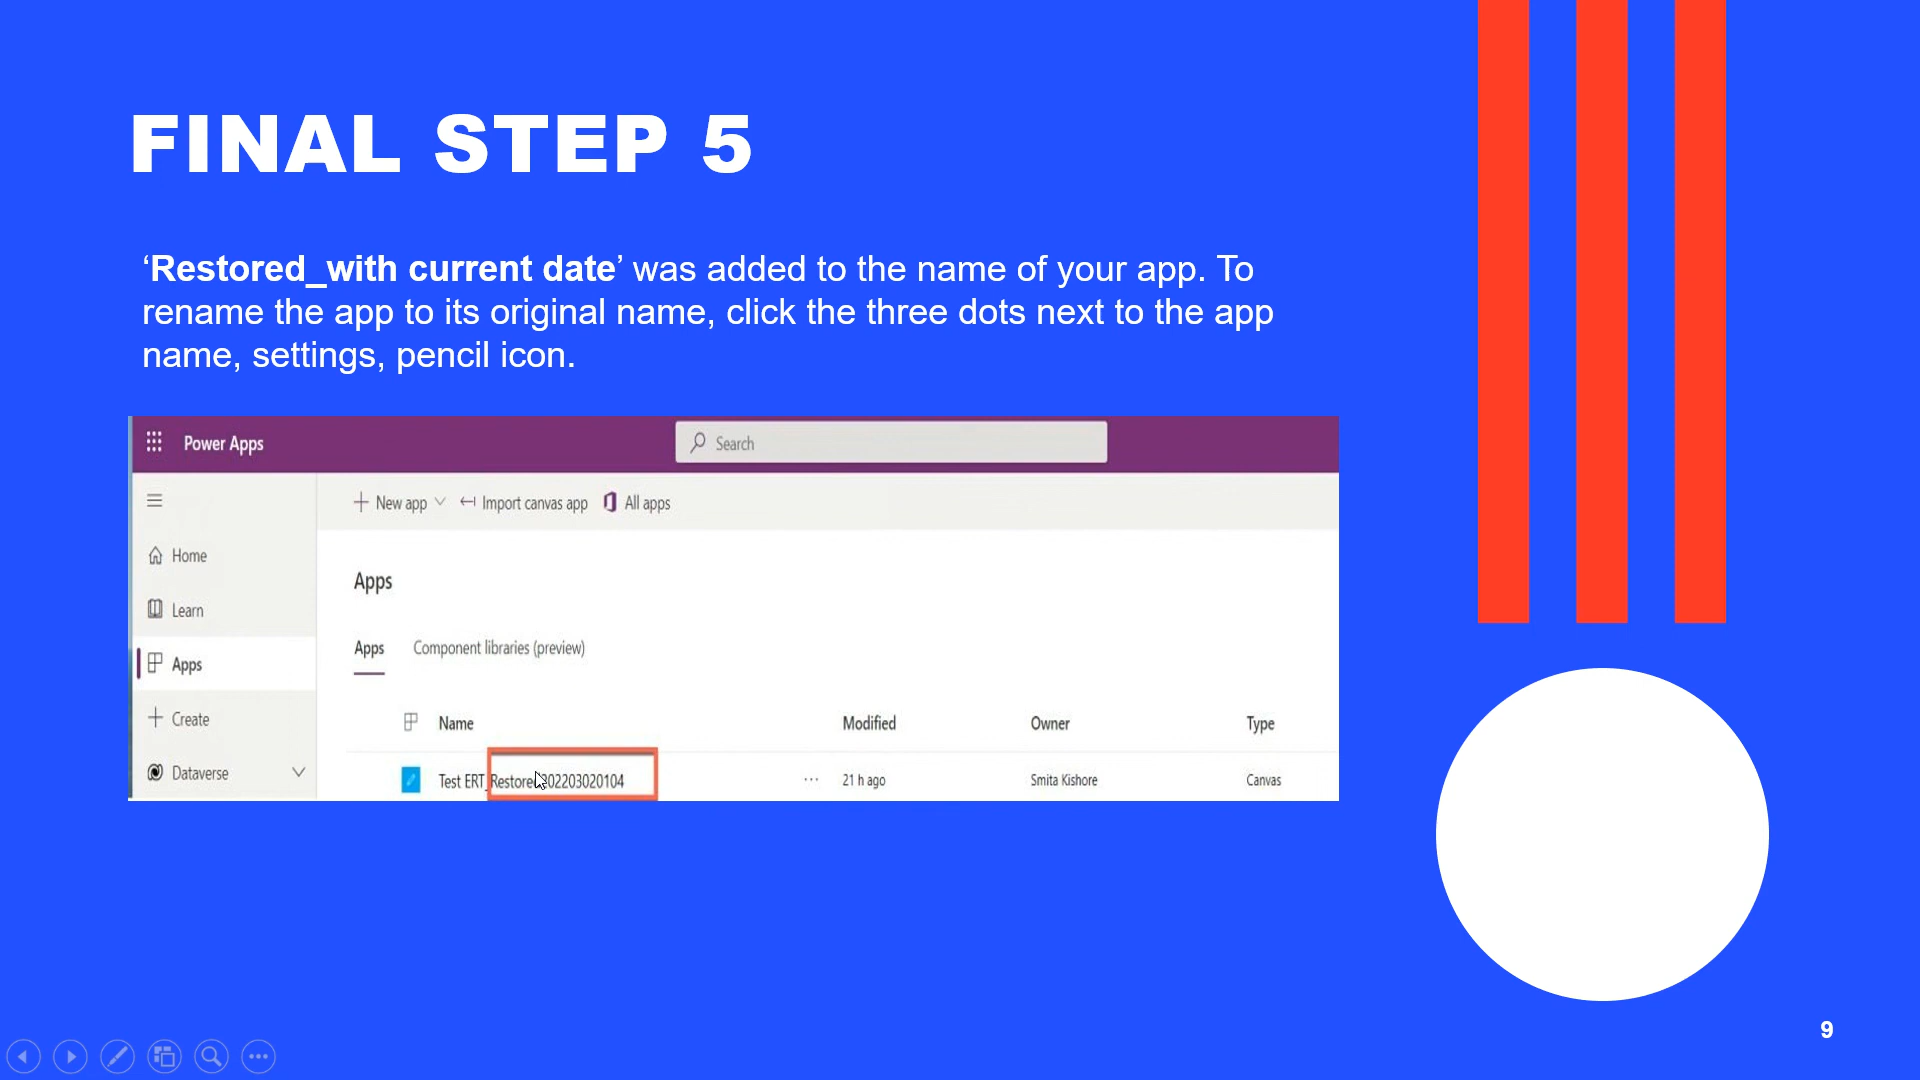 FINAL STEP 5
‘Restored_with current date’ was added to the name of your app. To
rename the app to its original name, click the three dots next to the app
name, settings, pencil icon.
Power Apps
Search
New app
Import canvas app
All apps
Home
Learn
Apps
Create
Dataverse
Apps
Apps
Component libraries (preview)
Name
Modified
Owner
Type
Test ERT_
21 h ago
Smita Kishore
Canvas
9